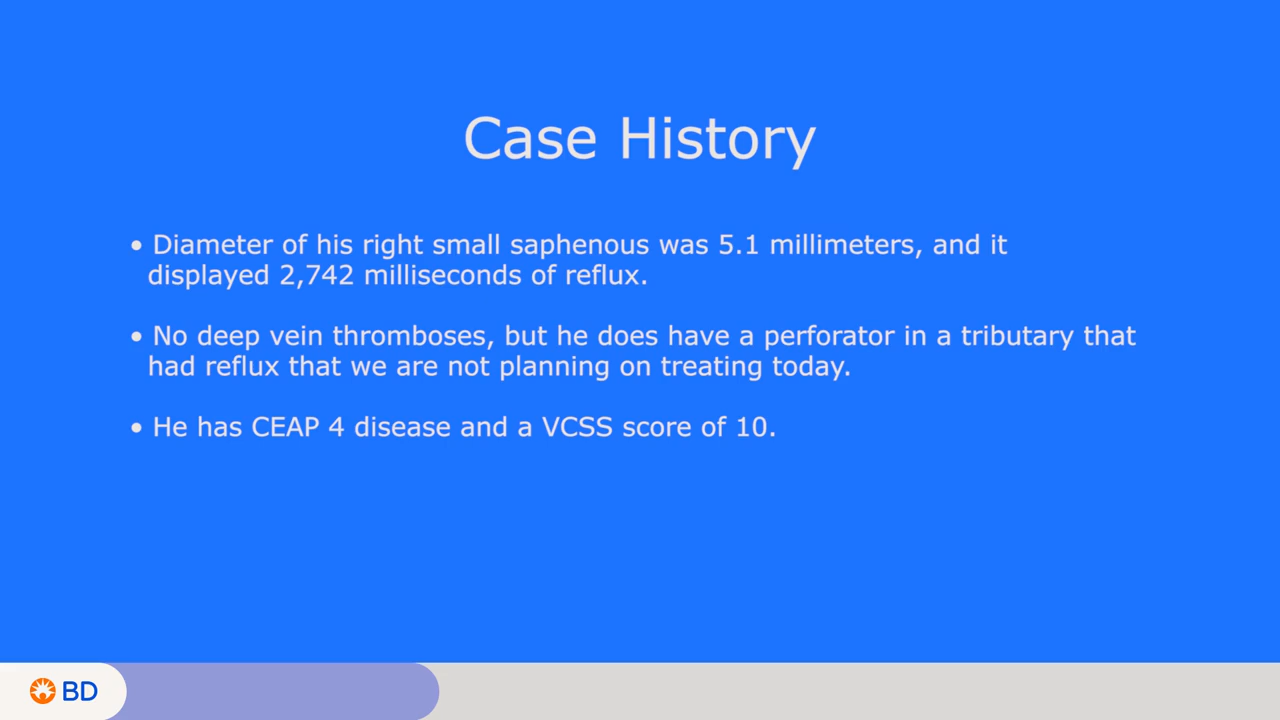 Case History
• Diameter of his right small saphenous was 5.1 millimeters, and it
displayed 2,742 milliseconds of reflux.
• No deep vein thromboses, but he does have a perforator in a tributary that
had reflux that we are not planning on treating today.
• He has CEAP 4 disease and a VCSS score of 10.
BD